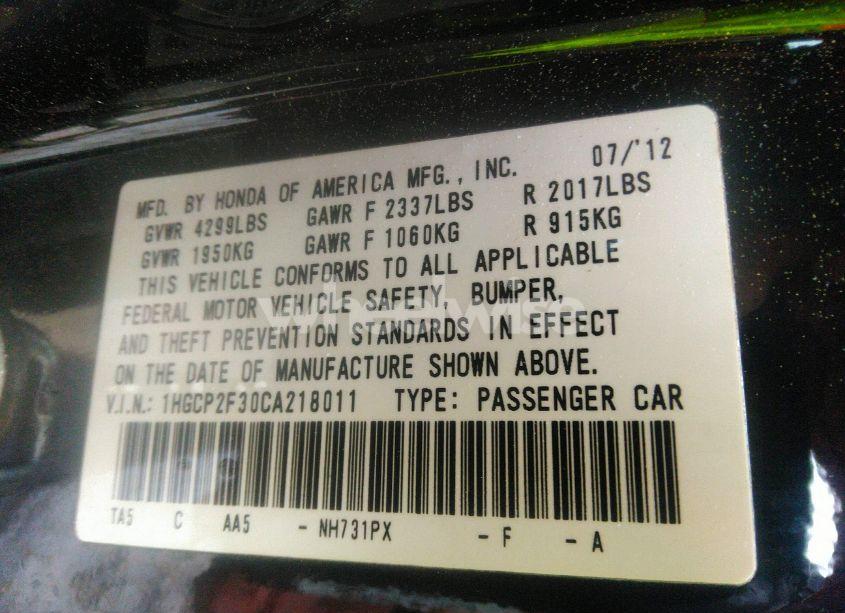 MFD. BY HONDA OF AMERICA MFG., INC. 07/'12
GVWR 4299LBS GAWR F 2337LBS R 2017LBS
GVWR 1950KG GAWR F 1060KG R 915KG
THIS VEHICLE CONFORMS TO ALL APPLICABLE
FEDERAL MOTOR VEHICLE SAFETY, BUMPER,
AND THEFT PREVENTION STANDARDS IN EFFECT
ON THE DATE OF MANUFACTURE SHOWN ABOVE.
V.I.N.: 1HGCP2F30CA218011 TYPE: PASSENGER CAR
TA5 C AA5 - NH731PX - F - A